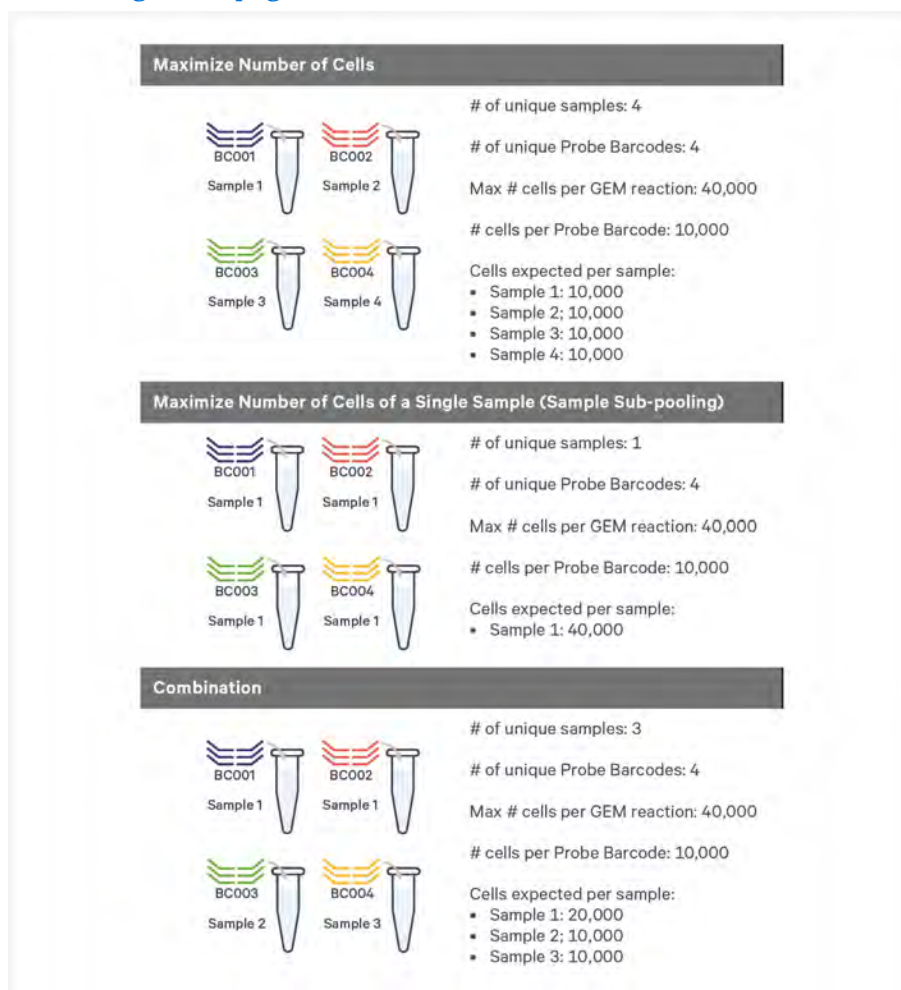 Maximize Number of Cells
BC001
BC002
Sample 1
Sample 2
BC003
BC004
Sample 3
Sample 4
# of unique samples: 4
# of unique Probe Barcodes: 4
Max # cells per GEM reaction: 40,000
# cells per Probe Barcode: 10,000
Cells expected per sample:
• Sample 1: 10,000
• Sample 2; 10,000
• Sample 3: 10,000
• Sample 4: 10,000
Maximize Number of Cells of a Single Sample (Sample Sub-pooling)
BC001
BC002
Sample 1
Sample 1
BC003
BC004
Sample 1
Sample 1
# of unique samples: 1
# of unique Probe Barcodes: 4
Max # cells per GEM reaction: 40,000
# cells per Probe Barcode: 10,000
Cells expected per sample:
• Sample 1: 40,000
Combination
BC001
BC002
Sample 1
Sample 1
BC003
BC004
Sample 2
Sample 3
# of unique samples: 3
# of unique Probe Barcodes: 4
Max # cells per GEM reaction: 40,000
# cells per Probe Barcode: 10,000
Cells expected per sample:
• Sample 1: 20,000
• Sample 2; 10,000
• Sample 3: 10,000